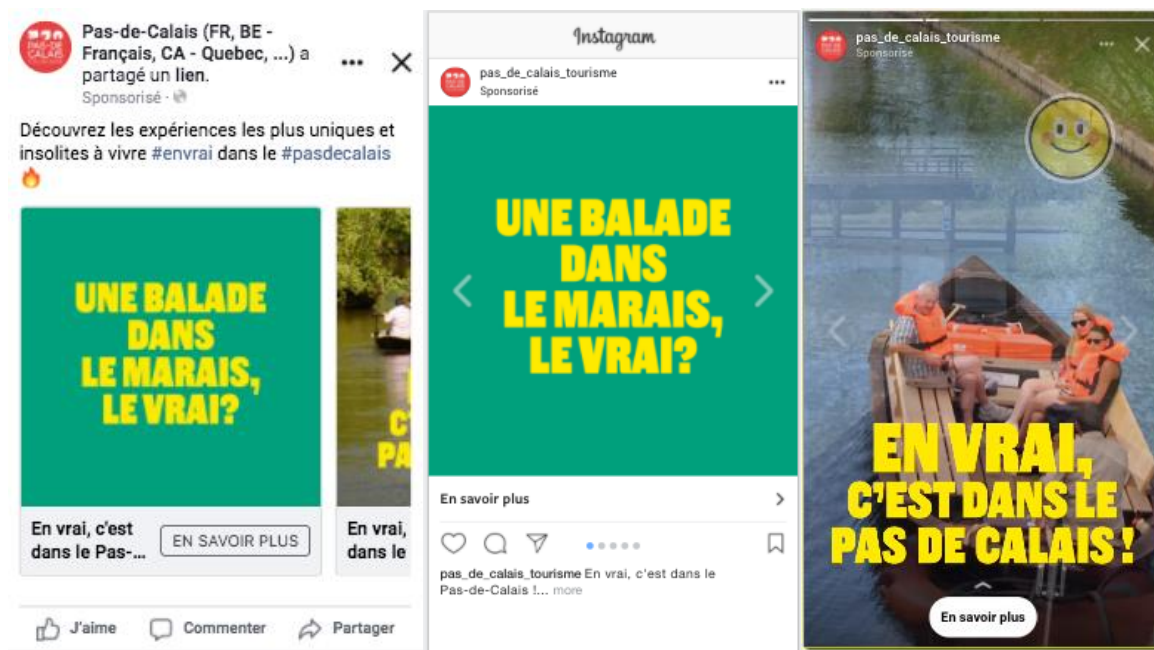 Pas-de-Calais (FR, BE -
Français, CA - Quebec, ...) a
partagé un lien.
Sponsorisé ·
Découvrez les expériences les plus uniques et
insolites à vivre #envrai dans le #pasdecalais
🔥
UNE BALADE
DANS
LE MARAIS,
LE VRAI?
C'
PA
En vrai, c'est
dans le Pas-...
EN SAVOIR PLUS
En vrai,
dans le
J'aime
Commenter
Partager
Instagram
pas_de_calais_tourisme
Sponsorisé
UNE BALADE
DANS
LE MARAIS,
LE VRAI?
En savoir plus
pas_de_calais_tourisme En vrai, c'est dans le
Pas-de-Calais !... more
pas_de_calais_tourisme
Sponsorisé
EN VRAI,
C'EST DANS LE
PAS DE CALAIS !
En savoir plus